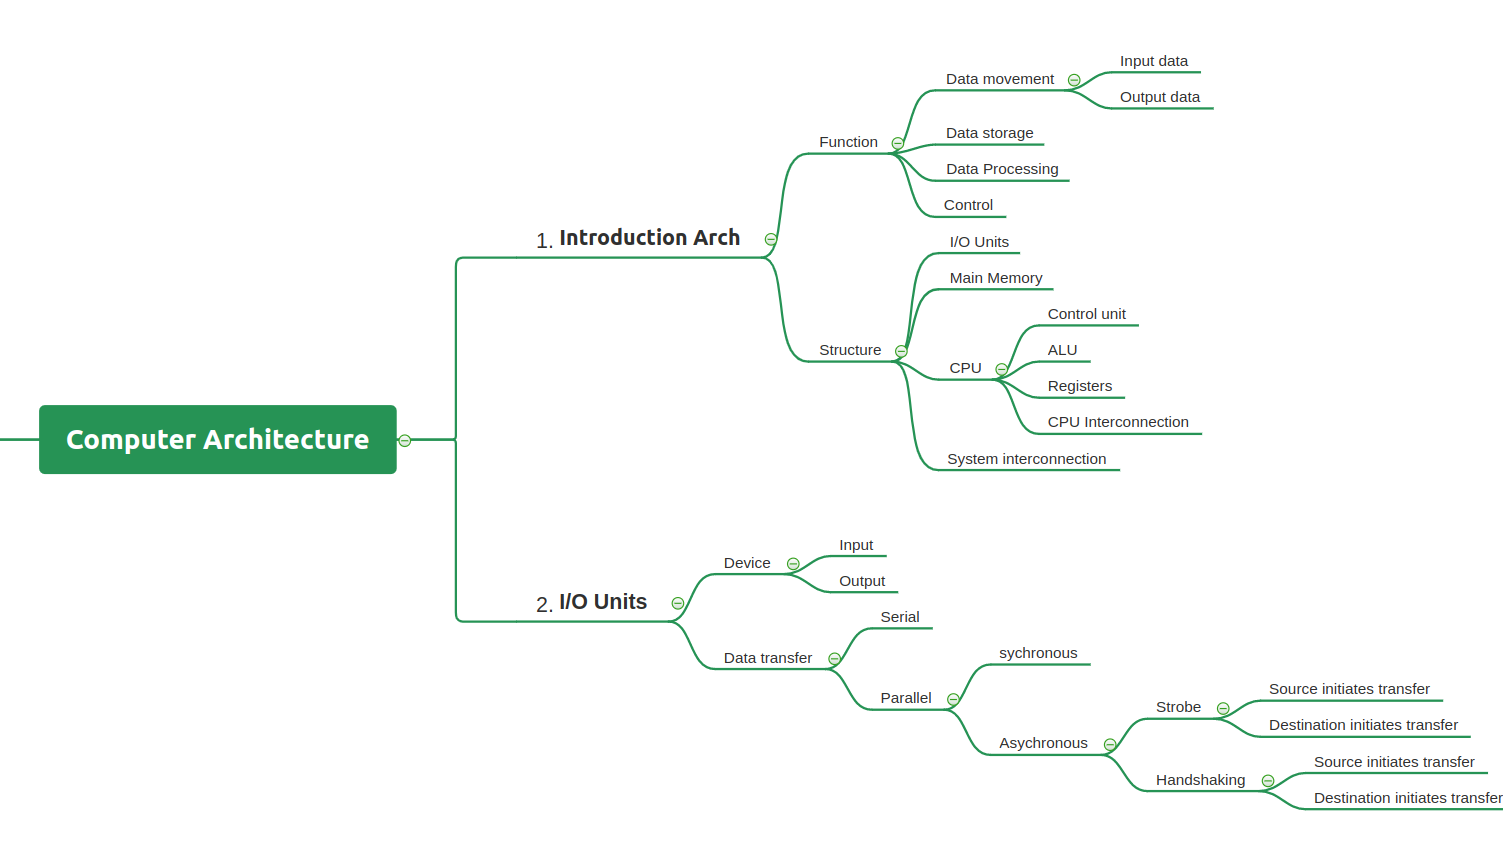 Computer Architecture
1. Introduction Arch
Function
Data movement
Input data
Output data
Data storage
Data Processing
Control
Structure
I/O Units
Main Memory
CPU
Control unit
ALU
Registers
CPU Interconnection
System interconnection
2. I/O Units
Device
Input
Output
Data transfer
Serial
Parallel
sychronous
Asychronous
Strobe
Source initiates transfer
Destination initiates transfer
Handshaking
Source initiates transfer
Destination initiates transfer